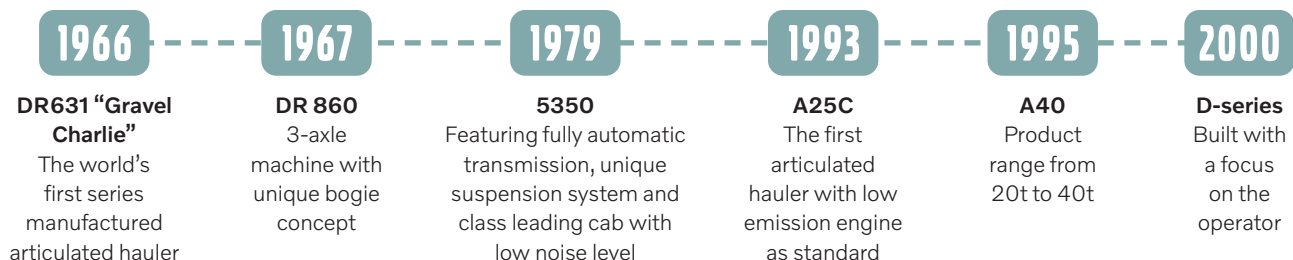 1966
DR631 “Gravel
Charlie”
The world’s
first series
manufactured
articulated hauler
1967
DR 860
3-axle
machine with
unique bogie
concept
1979
5350
Featuring fully automatic
transmission, unique
suspension system and
class leading cab with
low noise level
1993
A25C
The first
articulated
hauler with low
emission engine
as standard
1995
A40
Product
range from
20t to 40t
2000
D-series
Built with
a focus
on the
operator